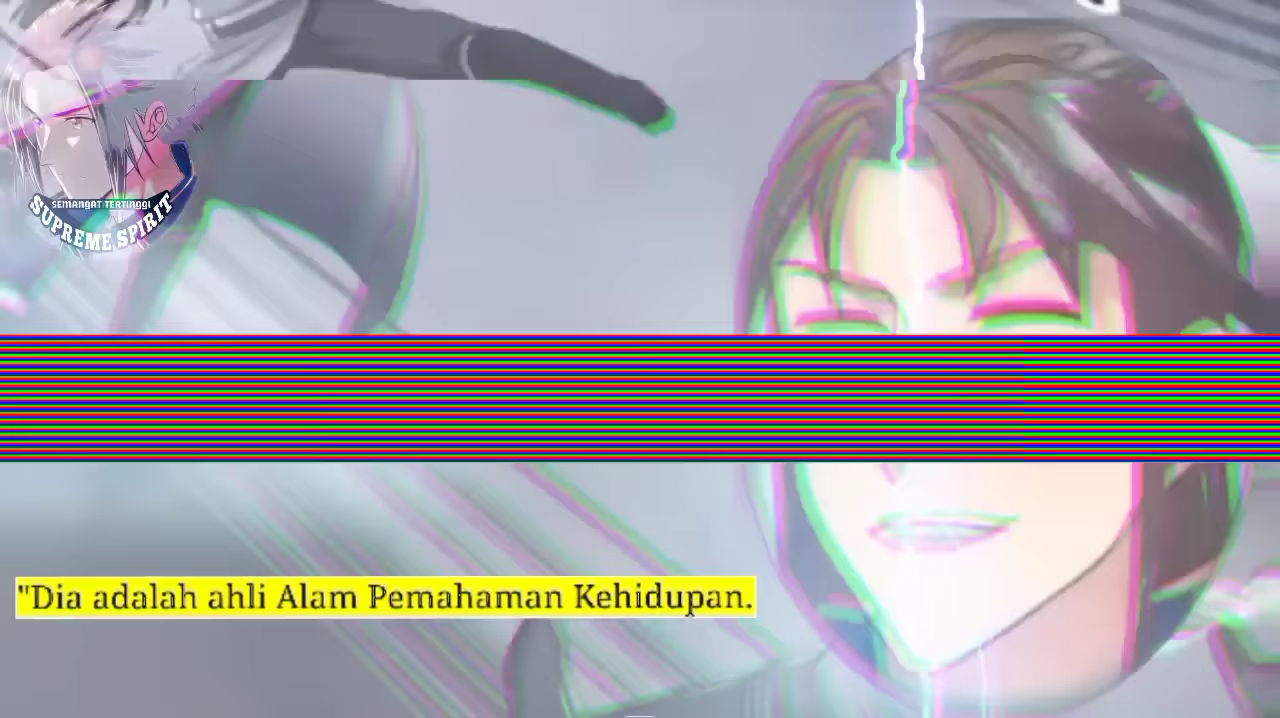 SEMANGAT TERTINGGI
SUPREME SPIRIT
"Dia adalah ahli Alam Pemahaman Kehidupan.